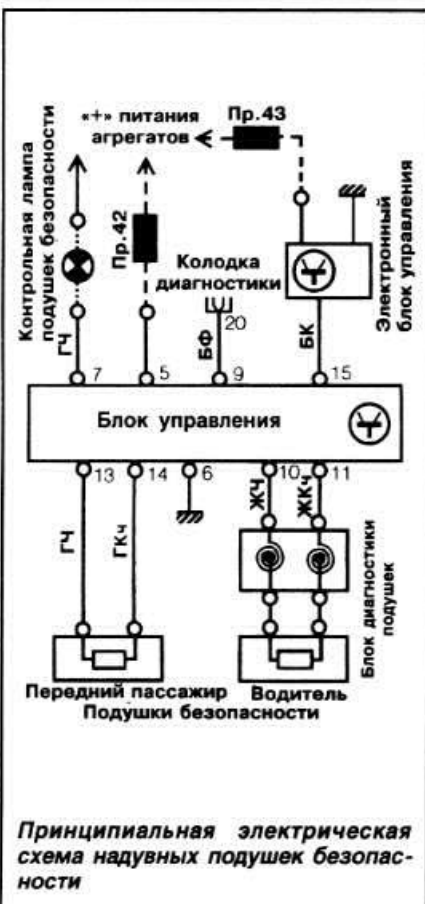 «+» питания
агрегатов
Пр.43
Контрольная лампа
подушек безопасности
Пр.42
Колодка
диагностики
Электронный
блок управления
ГЧ
БФ
20
БК
7
5
9
15
Блок управления
13
14
6
10
11
ГЧ
ГКч
ЖЧ
ЖКч
Блок диагностики
подушек
Передний пассажир
Водитель
Подушки безопасности
Принципиальная электрическая
схема надувных подушек безопас-
ности